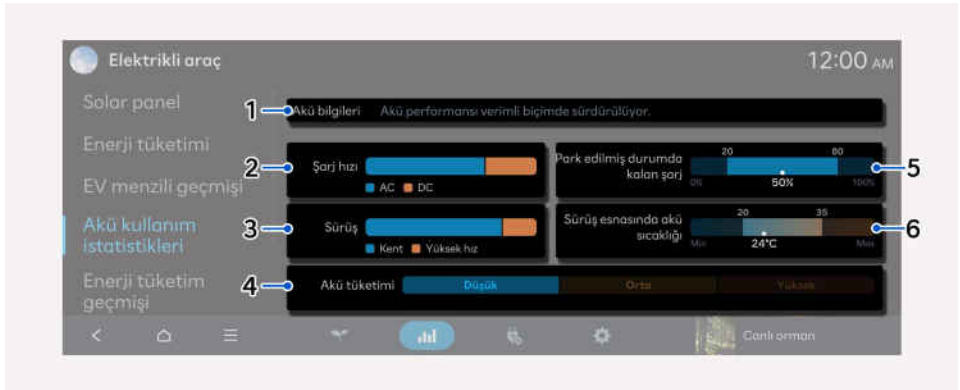 Elektrikli araç
12:00 AM
Solar panel
Enerji tüketimi
EV menzili geçmişi
Akü kullanım
istatistikleri
Enerji tüketim
geçmişi
1
Akü bilgileri Akü performansı verimli biçimde sürdürülüyor.
2
Şarj hızı
AC DC
3
Sürüş
Kent Yüksek hız
4
Akü tüketimi Düşük Orta Yüksek
5
Park edilmiş durumda
kalan şarj
20 80
0% 50% 100%
6
Sürüş esnasında akü
sıcaklığı
20 35
Min 24°C Max
Canlı orman